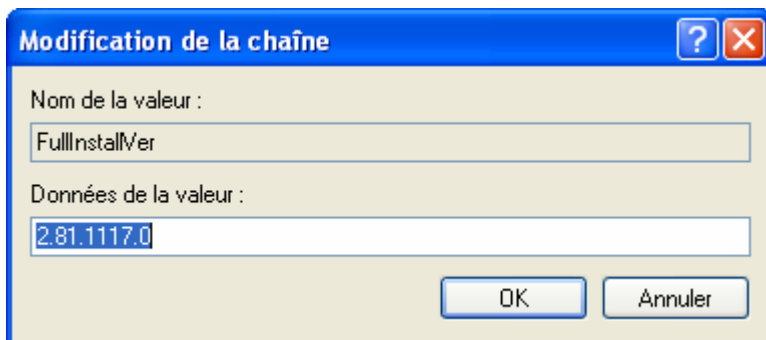 Modification de la chaîne
Nom de la valeur :
FullInstallVer
Données de la valeur :
2.81.1117.0
OK Annuler